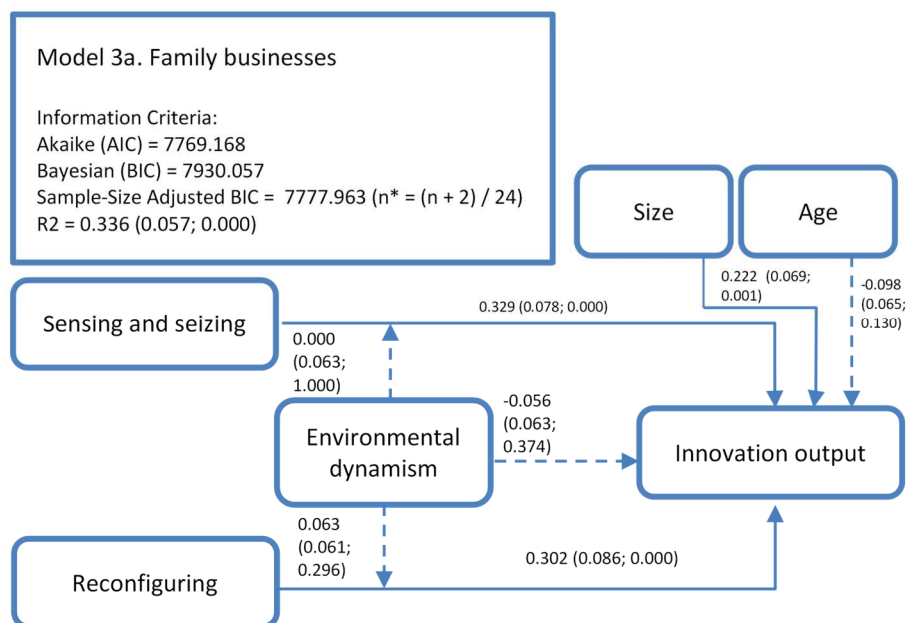 Model 3a. Family businesses
Information Criteria:
Akaike (AIC) = 7769.168
Bayesian (BIC) = 7930.057
Sample-Size Adjusted BIC = 7777.963 (n* = (n + 2) / 24)
R2 = 0.336 (0.057; 0.000)
Size
Age
0.222 (0.069;
0.001)
-0.098
(0.065;
0.130)
Sensing and seizing
0.329 (0.078; 0.000)
0.000
(0.063;
1.000)
Environmental
dynamism
-0.056
(0.063;
0.374)
Innovation output
0.063
(0.061;
0.296)
Reconfiguring
0.302 (0.086; 0.000)